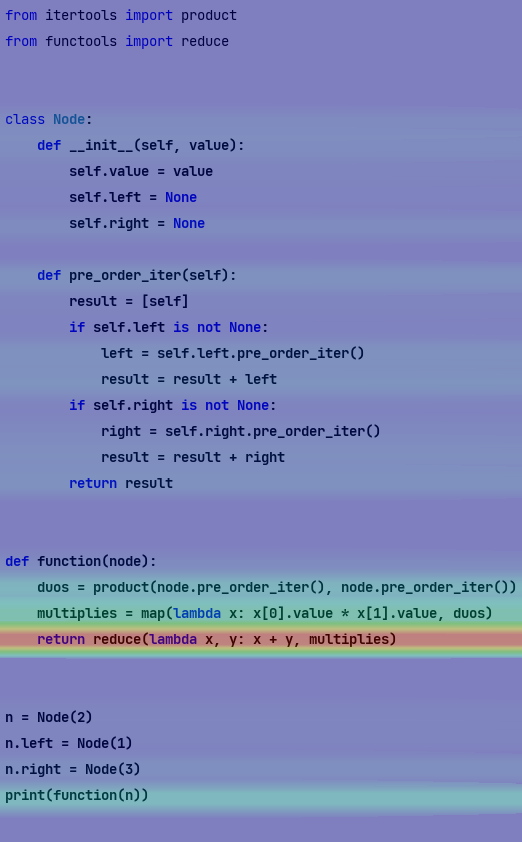 from itertools import product
from functools import reduce
class Node:
    def __init__(self, value):
        self.value = value
        self.left = None
        self.right = None
    def pre_order_iter(self):
        result = [self]
        if self.left is not None:
            left = self.left.pre_order_iter()
            result = result + left
        if self.right is not None:
            right = self.right.pre_order_iter()
            result = result + right
        return result
def function(node):
    duos = product(node.pre_order_iter(), node.pre_order_iter())
    multiplies = map(lambda x: x[0].value * x[1].value, duos)
    return reduce(lambda x, y: x + y, multiplies)
n = Node(2)
n.left = Node(1)
n.right = Node(3)
print(function(n))